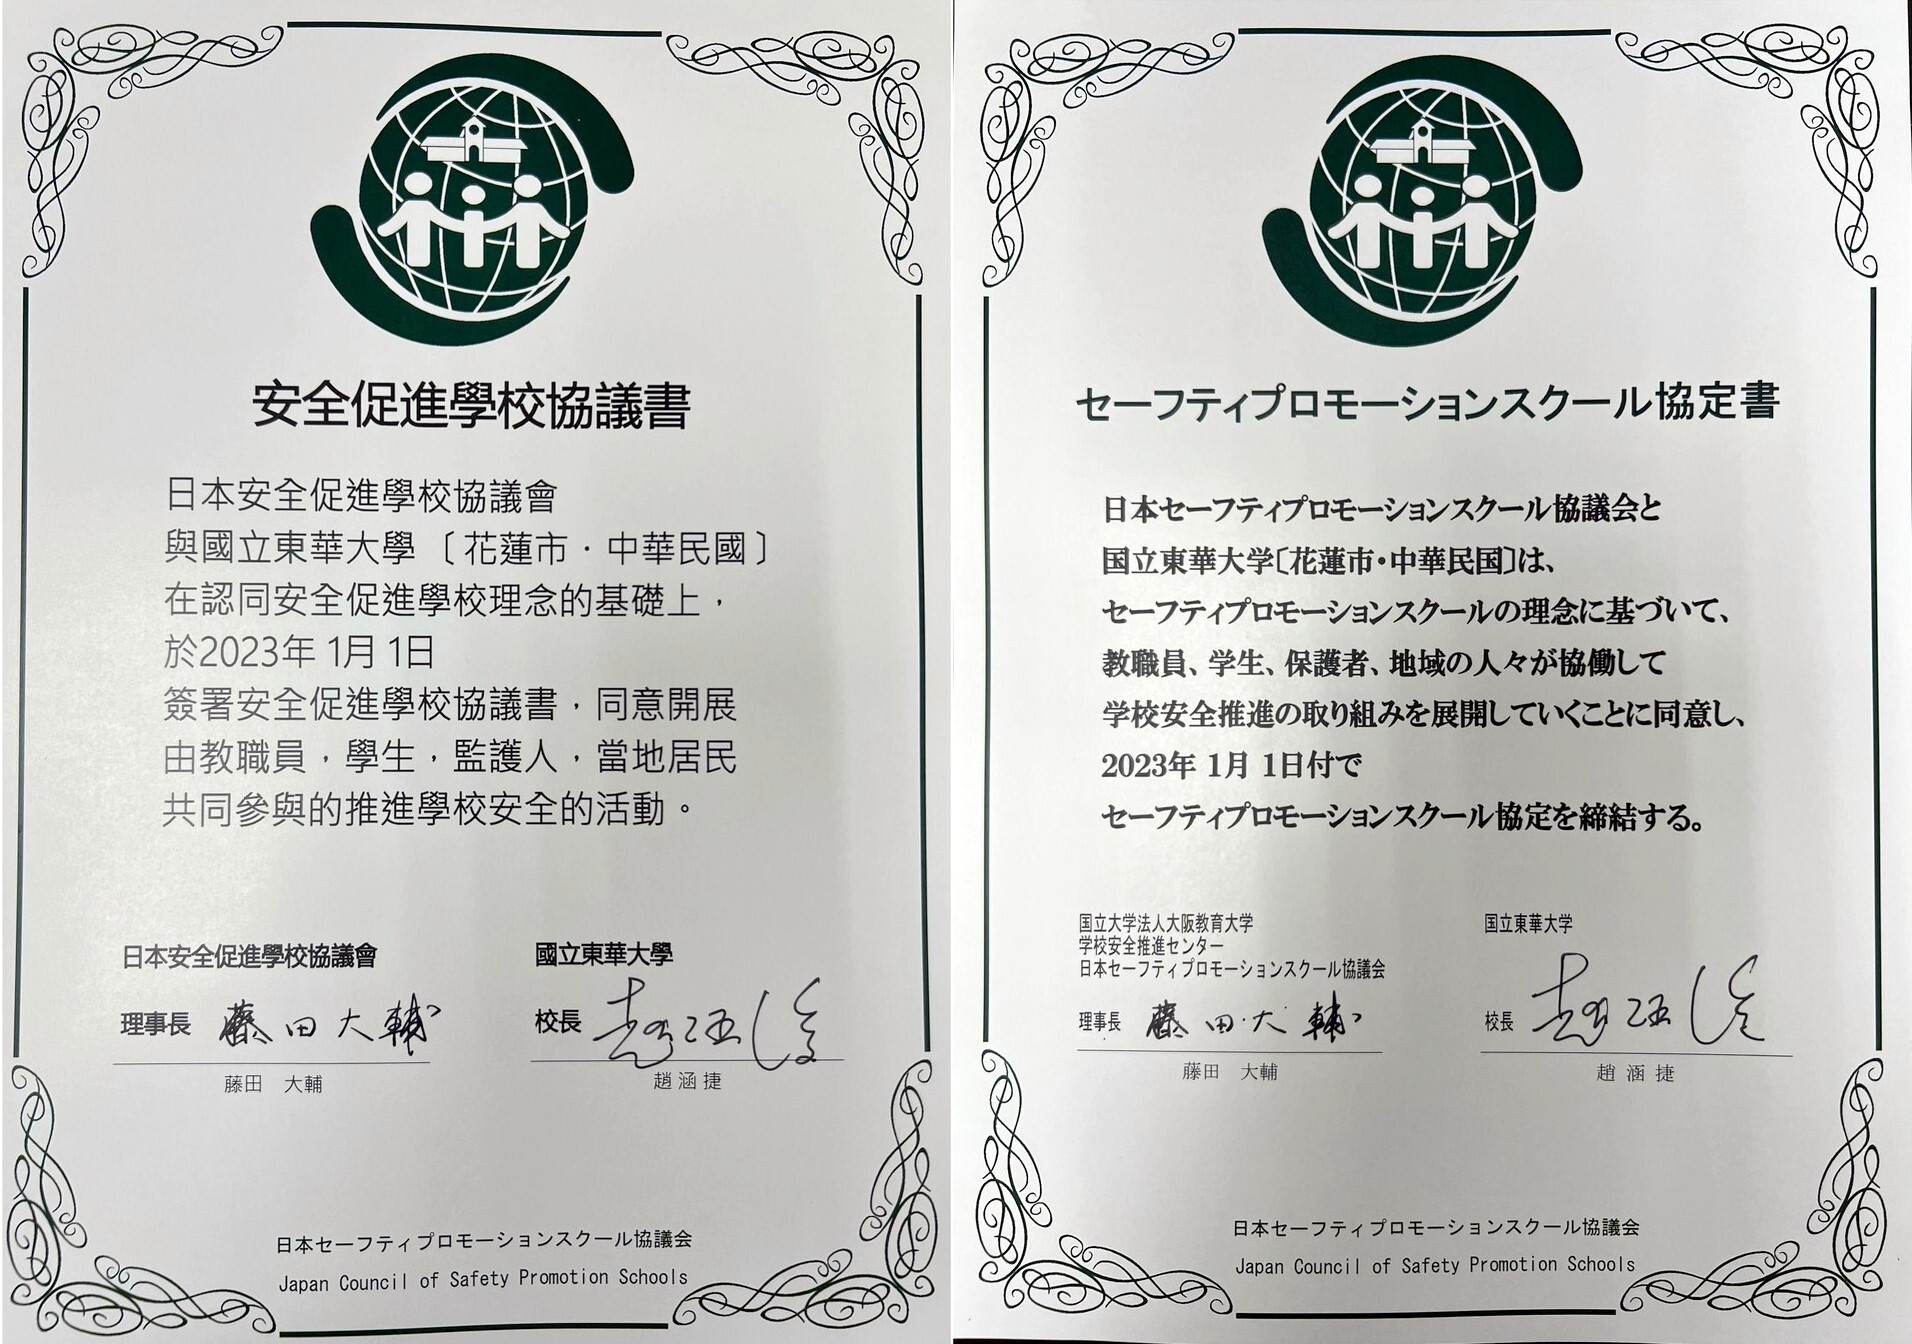 安全促進學校協議書
日本安全促進學校協議會
與國立東華大學〔花蓮市・中華民國〕
在認同安全促進學校理念的基礎上，
於2023年 1月 1日
簽署安全促進學校協議書，同意開展
由教職員，學生，監護人，當地居民
共同參與的推進學校安全的活動。
日本安全促進學校協議會
理事長 藤田大輔
藤田　大輔
國立東華大學
校長 趙涵捷
趙 涵 捷
日本セーフティプロモーションスクール協議会
Japan Council of Safety Promotion Schools
セーフティプロモーションスクール協定書
日本セーフティプロモーションスクール協議会と
国立東華大学〔花蓮市・中華民国〕は、
セーフティプロモーションスクールの理念に基づいて、
教職員、学生、保護者、地域の人々が協働して
学校安全推進の取り組みを展開していくことに同意し、
2023年 1月 1日付で
セーフティプロモーションスクール協定を締結する。
国立大学法人大阪教育大学
学校安全推進センター
日本セーフティプロモーションスクール協議会
理事長 藤田大輔
藤田　大輔
国立東華大学
校長 趙涵捷
趙 涵 捷
日本セーフティプロモーションスクール協議会
Japan Council of Safety Promotion Schools